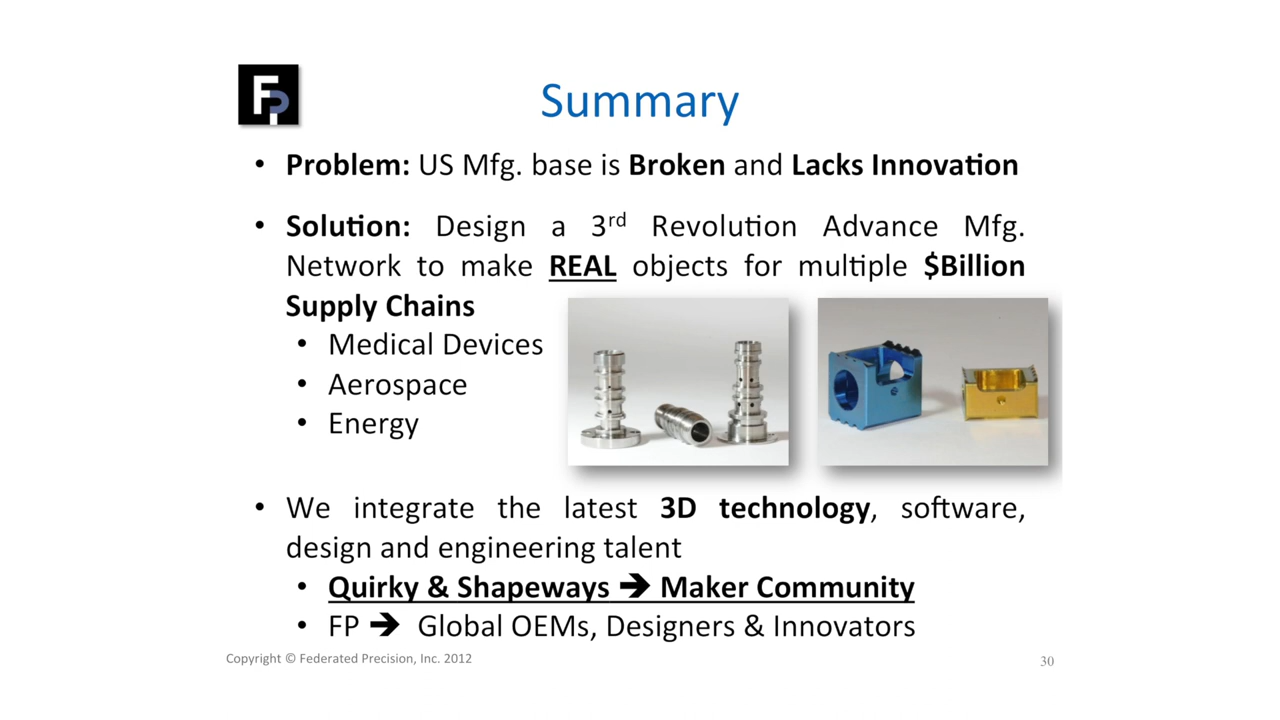 FP
Summary
• Problem: US Mfg. base is Broken and Lacks Innovation
• Solution: Design a 3rd Revolution Advance Mfg.
Network to make REAL objects for multiple $Billion
Supply Chains
• Medical Devices
• Aerospace
• Energy
• We integrate the latest 3D technology, software,
design and engineering talent
• Quirky & Shapeways ➔ Maker Community
• FP ➔ Global OEMs, Designers & Innovators
Copyright © Federated Precision, Inc. 2012
30